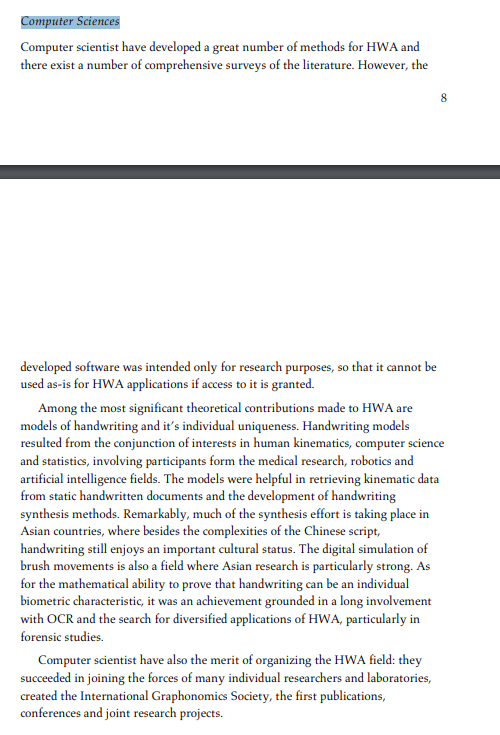 Computer Sciences
Computer scientist have developed a great number of methods for HWA and
there exist a number of comprehensive surveys of the literature. However, the
8
developed software was intended only for research purposes, so that it cannot be
used as-is for HWA applications if access to it is granted.
Among the most significant theoretical contributions made to HWA are
models of handwriting and it's individual uniqueness. Handwriting models
resulted from the conjunction of interests in human kinematics, computer science
and statistics, involving participants form the medical research, robotics and
artificial intelligence fields. The models were helpful in retrieving kinematic data
from static handwritten documents and the development of handwriting
synthesis methods. Remarkably, much of the synthesis effort is taking place in
Asian countries, where besides the complexities of the Chinese script,
handwriting still enjoys an important cultural status. The digital simulation of
brush movements is also a field where Asian research is particularly strong. As
for the mathematical ability to prove that handwriting can be an individual
biometric characteristic, it was an achievement grounded in a long involvement
with OCR and the search for diversified applications of HWA, particularly in
forensic studies.
Computer scientist have also the merit of organizing the HWA field: they
succeeded in joining the forces of many individual researchers and laboratories,
created the International Graphonomics Society, the first publications,
conferences and joint research projects.